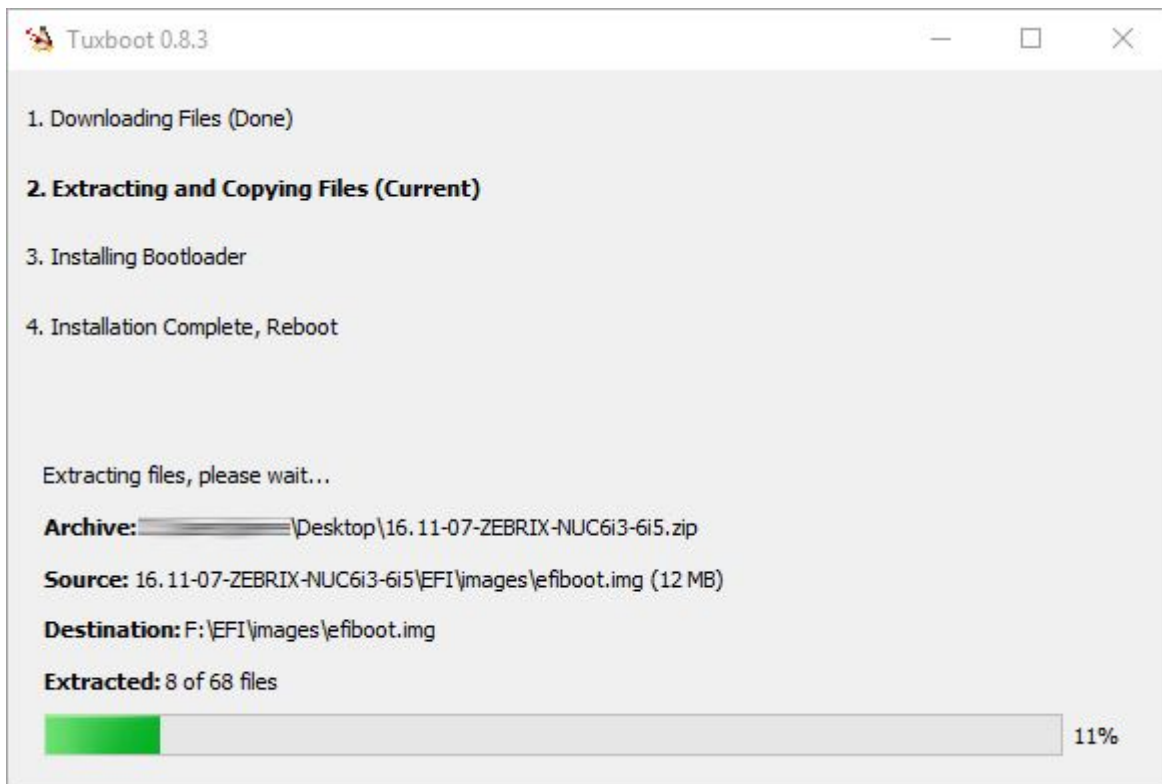 Tuxboot 0.8.3
1. Downloading Files (Done)
2. Extracting and Copying Files (Current)
3. Installing Bootloader
4. Installation Complete, Reboot
Extracting files, please wait...
Archive: \Desktop\16.11-07-ZEBRIX-NUC6i3-6i5.zip
Source: 16.11-07-ZEBRIX-NUC6i3-6i5\EFI\images\efiboot.img (12 MB)
Destination: F:\EFI\images\efiboot.img
Extracted: 8 of 68 files
11%